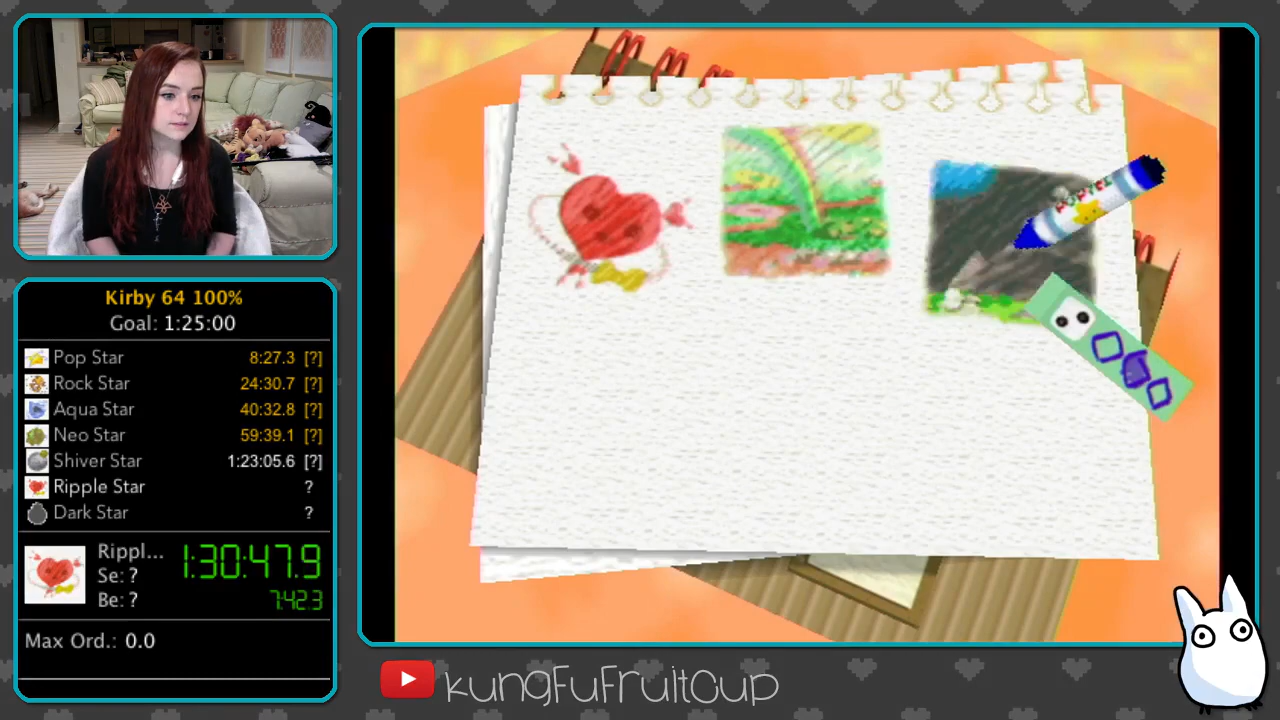 Kirby 64 100%
Goal: 1:25:00
Pop Star 8:27.3 [?]
Rock Star 24:30.7 [?]
Aqua Star 40:32.8 [?]
Neo Star 59:39.1 [?]
Shiver Star 1:23:05.6 [?]
Ripple Star ?
Dark Star ?
Rippl... 1:30:47.9
Se: ?
Be: ? 7:42.3
Max Ord.: 0.0
POPSTER
kungFuFruitCup